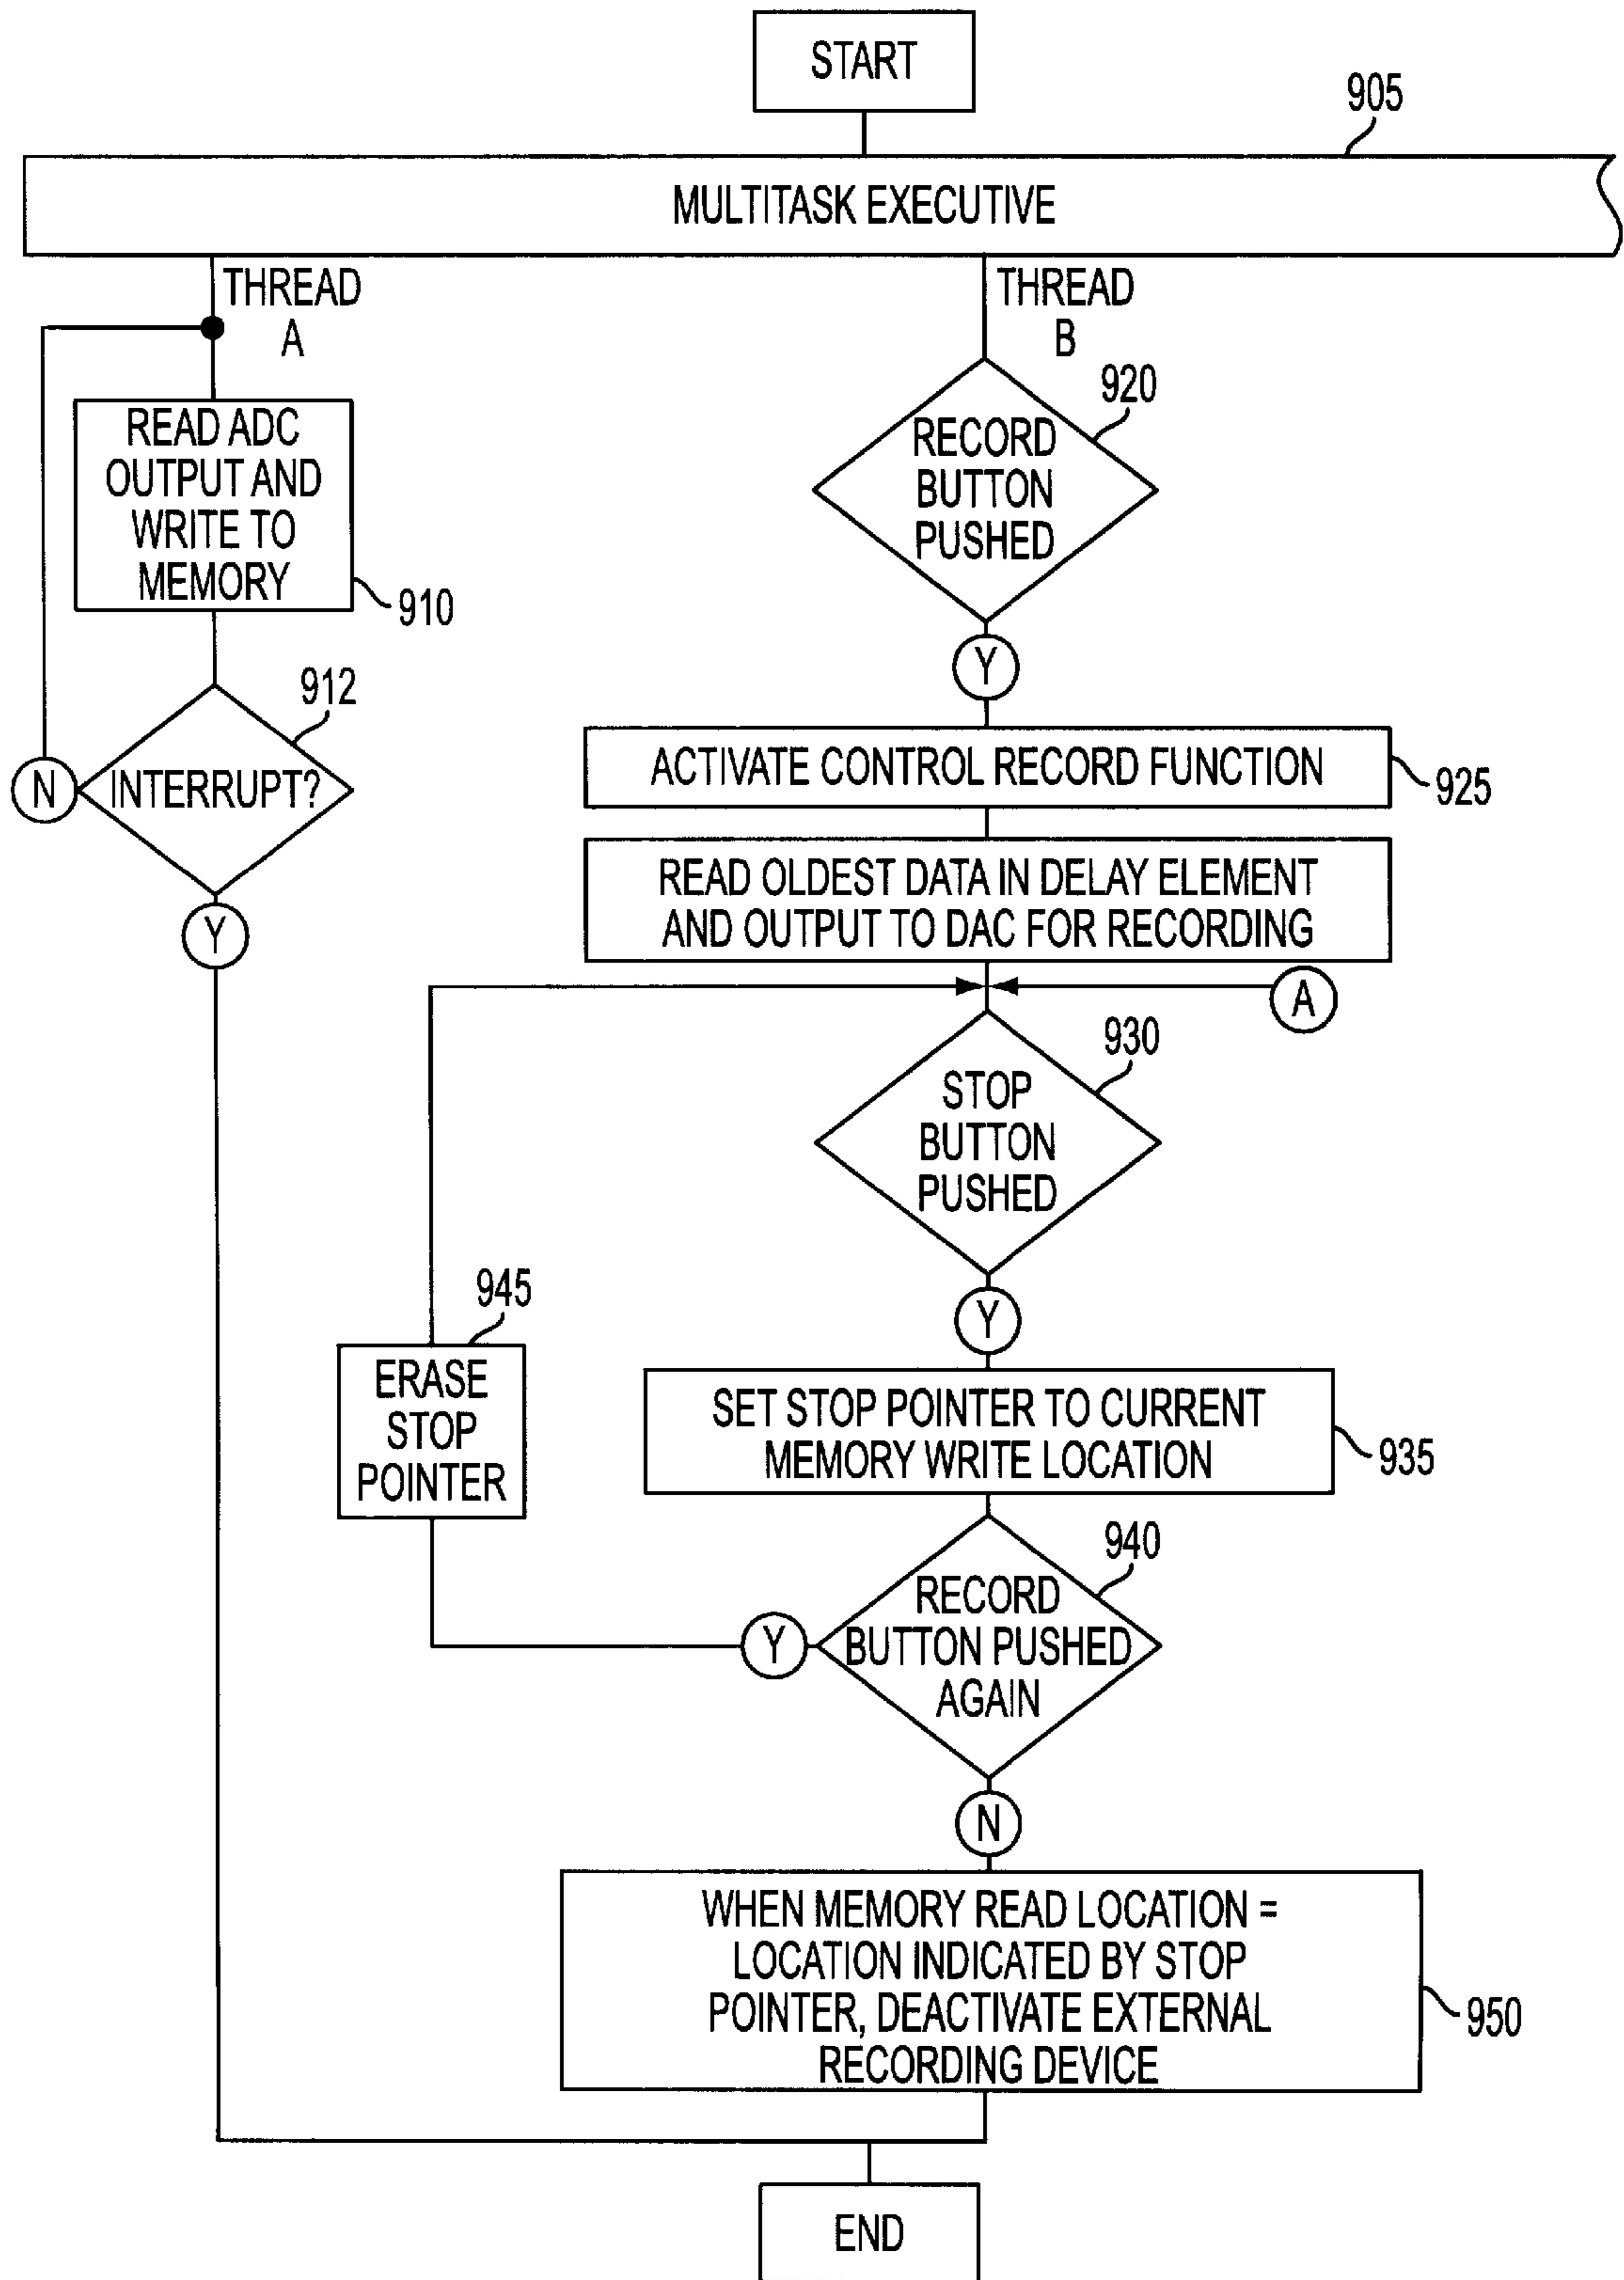 START
905
MULTITASK EXECUTIVE
THREAD
A
THREAD
B
READ ADC
OUTPUT AND
WRITE TO
MEMORY
910
912
INTERRUPT?
N
Y
920
RECORD
BUTTON
PUSHED
Y
ACTIVATE CONTROL RECORD FUNCTION
925
READ OLDEST DATA IN DELAY ELEMENT
AND OUTPUT TO DAC FOR RECORDING
A
930
STOP
BUTTON
PUSHED
Y
945
ERASE
STOP
POINTER
SET STOP POINTER TO CURRENT
MEMORY WRITE LOCATION
935
940
RECORD
BUTTON PUSHED
AGAIN
Y
N
WHEN MEMORY READ LOCATION =
LOCATION INDICATED BY STOP
POINTER, DEACTIVATE EXTERNAL
RECORDING DEVICE
950
END